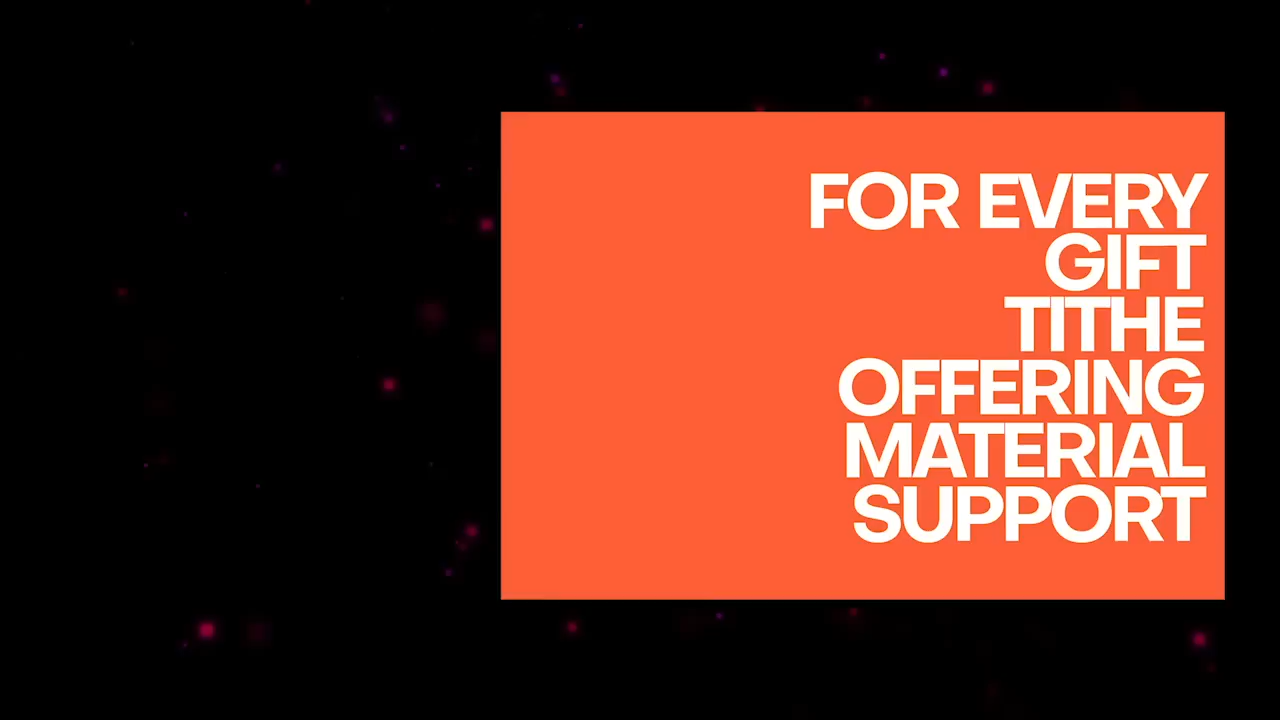 FOR EVERY
GIFT
TITHE
OFFERING
MATERIAL
SUPPORT